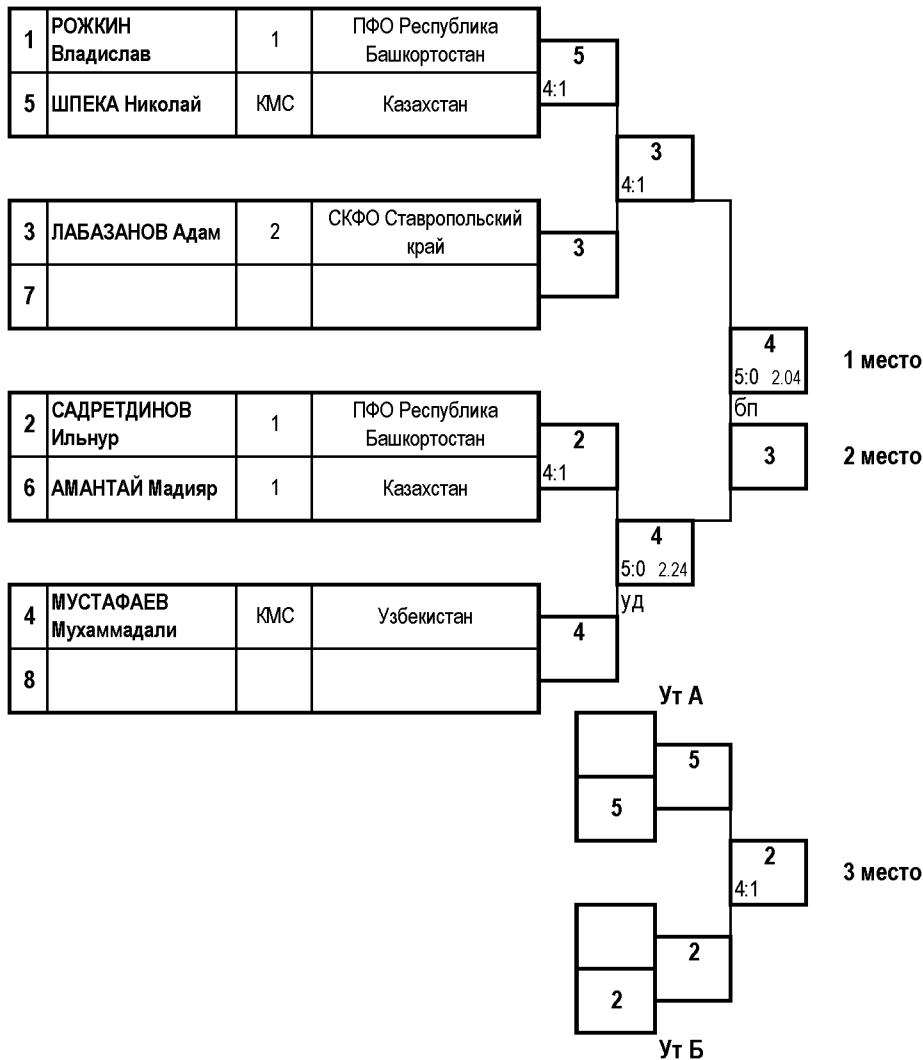 1 РОЖКИН Владислав 1 ПФО Республика Башкортостан
5 ШПЕКА Николай КМС Казахстан
5
4:1
3
4:1
3 ЛАБАЗАНОВ Адам 2 СКФО Ставропольский край
7
3
4
5:0 2.04
бп
1 место
3
2 место
2 САДРЕТДИНОВ Ильнур 1 ПФО Республика Башкортостан
6 АМАНТАЙ Мадияр 1 Казахстан
2
4:1
4
5:0 2.24
уд
4 МУСТАФАЕВ Мухаммадали КМС Узбекистан
8
4
Ут А
5
5
2
4:1
3 место
2
2
Ут Б